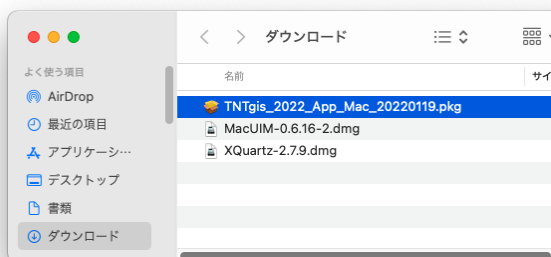 ダウンロード
よく使う項目
AirDrop
最近の項目
アプリケーシ…
デスクトップ
書類
ダウンロード
名前
サイ
TNTgis_2022_App_Mac_20220119.pkg
MacUIM-0.6.16-2.dmg
XQuartz-2.7.9.dmg